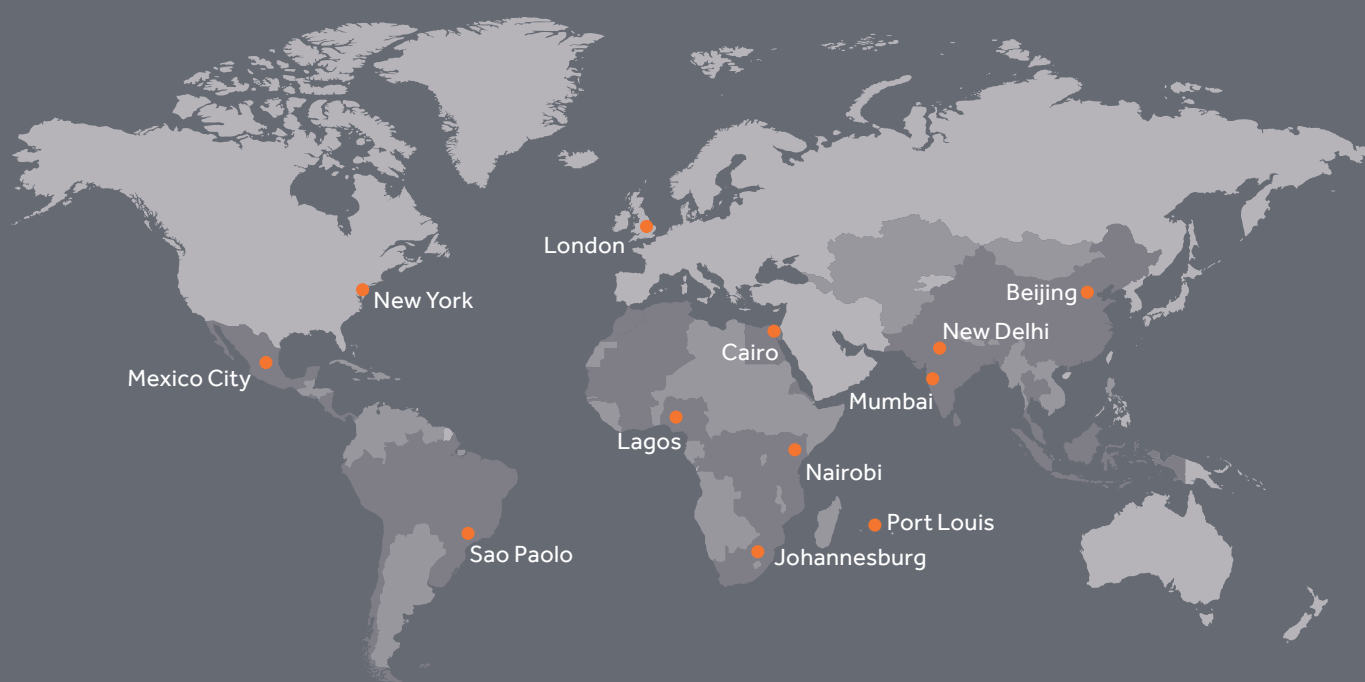 London
New York
Beijing
New Delhi
Cairo
Mexico City
Mumbai
Lagos
Nairobi
Port Louis
Sao Paolo
Johannesburg